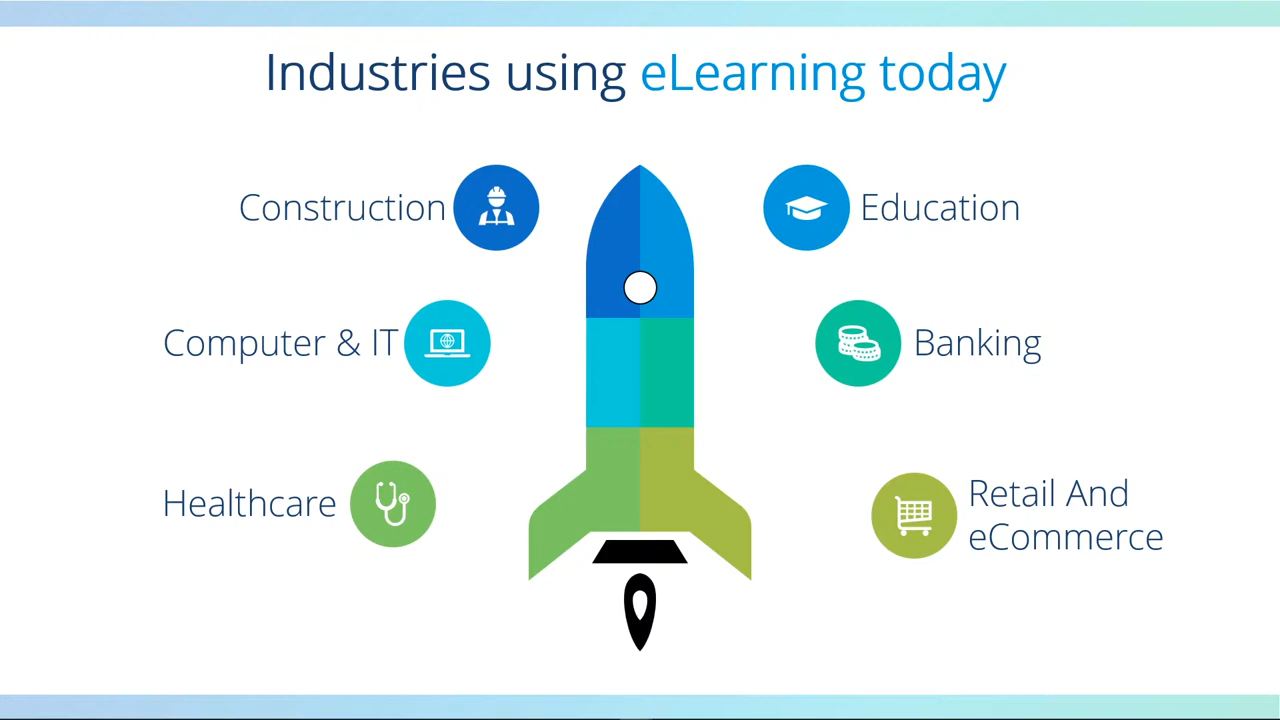 Industries using eLearning today
Construction
Education
Computer & IT
Banking
Healthcare
Retail And
eCommerce